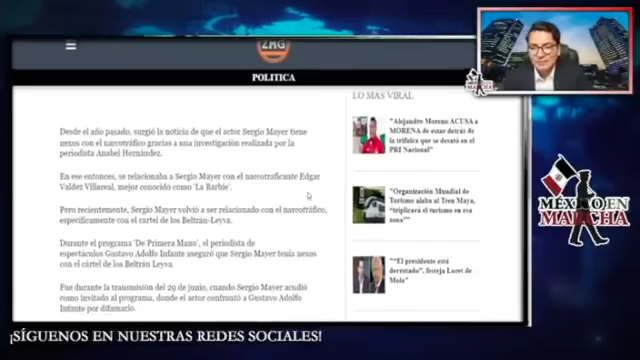 ZMG
POLITICA
Desde el año pasado, surgió la noticia de que el actor Sergio Mayer tiene
nexos con el narcotráfico gracias a una investigación realizada por la
periodista Anabel Hernández.
En ese entonces, se relacionaba a Sergio Mayer con el narcotraficante Edgar
Valdez Villareal, mejor conocido como 'La Barbie'.
Pero recientemente, Sergio Mayer volvió a ser relacionado con el narcotráfico,
específicamente con el cartel de los Beltrán-Leyva.
Durante el programa 'De Primera Mano', el periodista de
espectáculos Gustavo Adolfo Infante aseguró que Sergio Mayer tenía nexos
con el cártel de los Beltrán Leyva.
Fue durante la transmisión del 29 de junio, cuando Sergio Mayer acudió
como invitado al programa, donde el actor confrontó a Gustavo Adolfo
Infante por difamarlo.
LO MAS VIRAL
"Alejandro Moreno ACUSA a
MORENA de estar detrás de
la trifulca que se desató en el
PRI Nacional"
"Organización Mundial de
Turismo alaba al Tren Maya,
"triplicará el turismo en esa
zona""
""El presidente está
derrotado", festeja Loret de
Mola"
MÉXICO EN
MARCHA
MÉXICO EN
MARCHA
¡SÍGUENOS EN NUESTRAS REDES SOCIALES!